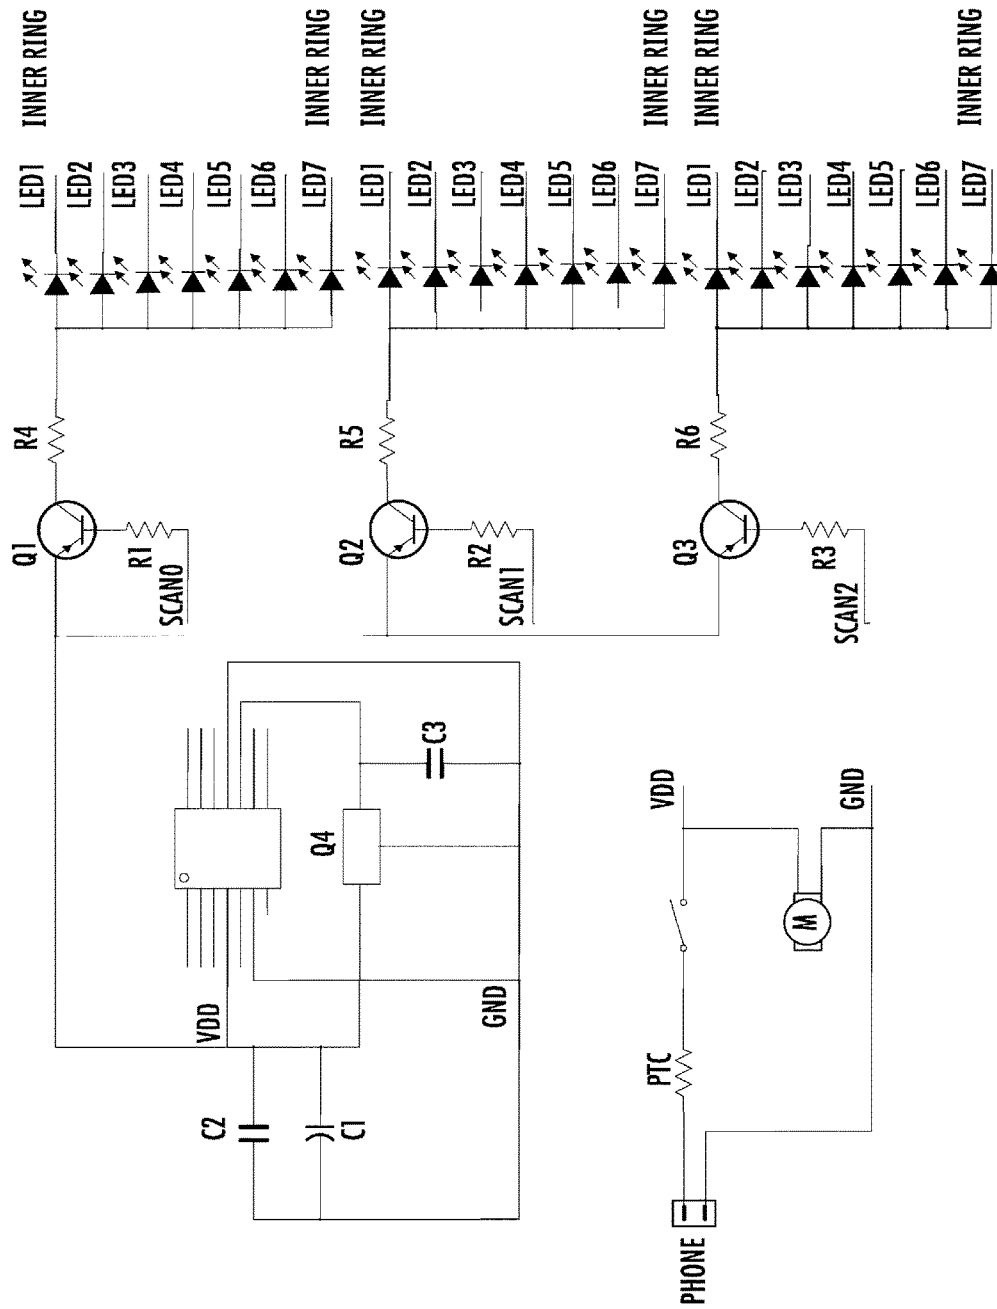 INNER RING
INNER RING
INNER RING
INNER RING
INNER RING
INNER RING
LED1
LED2
LED3
LED4
LED5
LED6
LED7
LED1
LED2
LED3
LED4
LED5
LED6
LED7
LED1
LED2
LED3
LED4
LED5
LED6
LED7
R4
R5
R6
Q1
R1
SCAN0
Q2
R2
SCAN1
Q3
R3
SCAN2
C3
Q4
VDD
GND
C2
C1
VDD
GND
M
PTC
PHONE